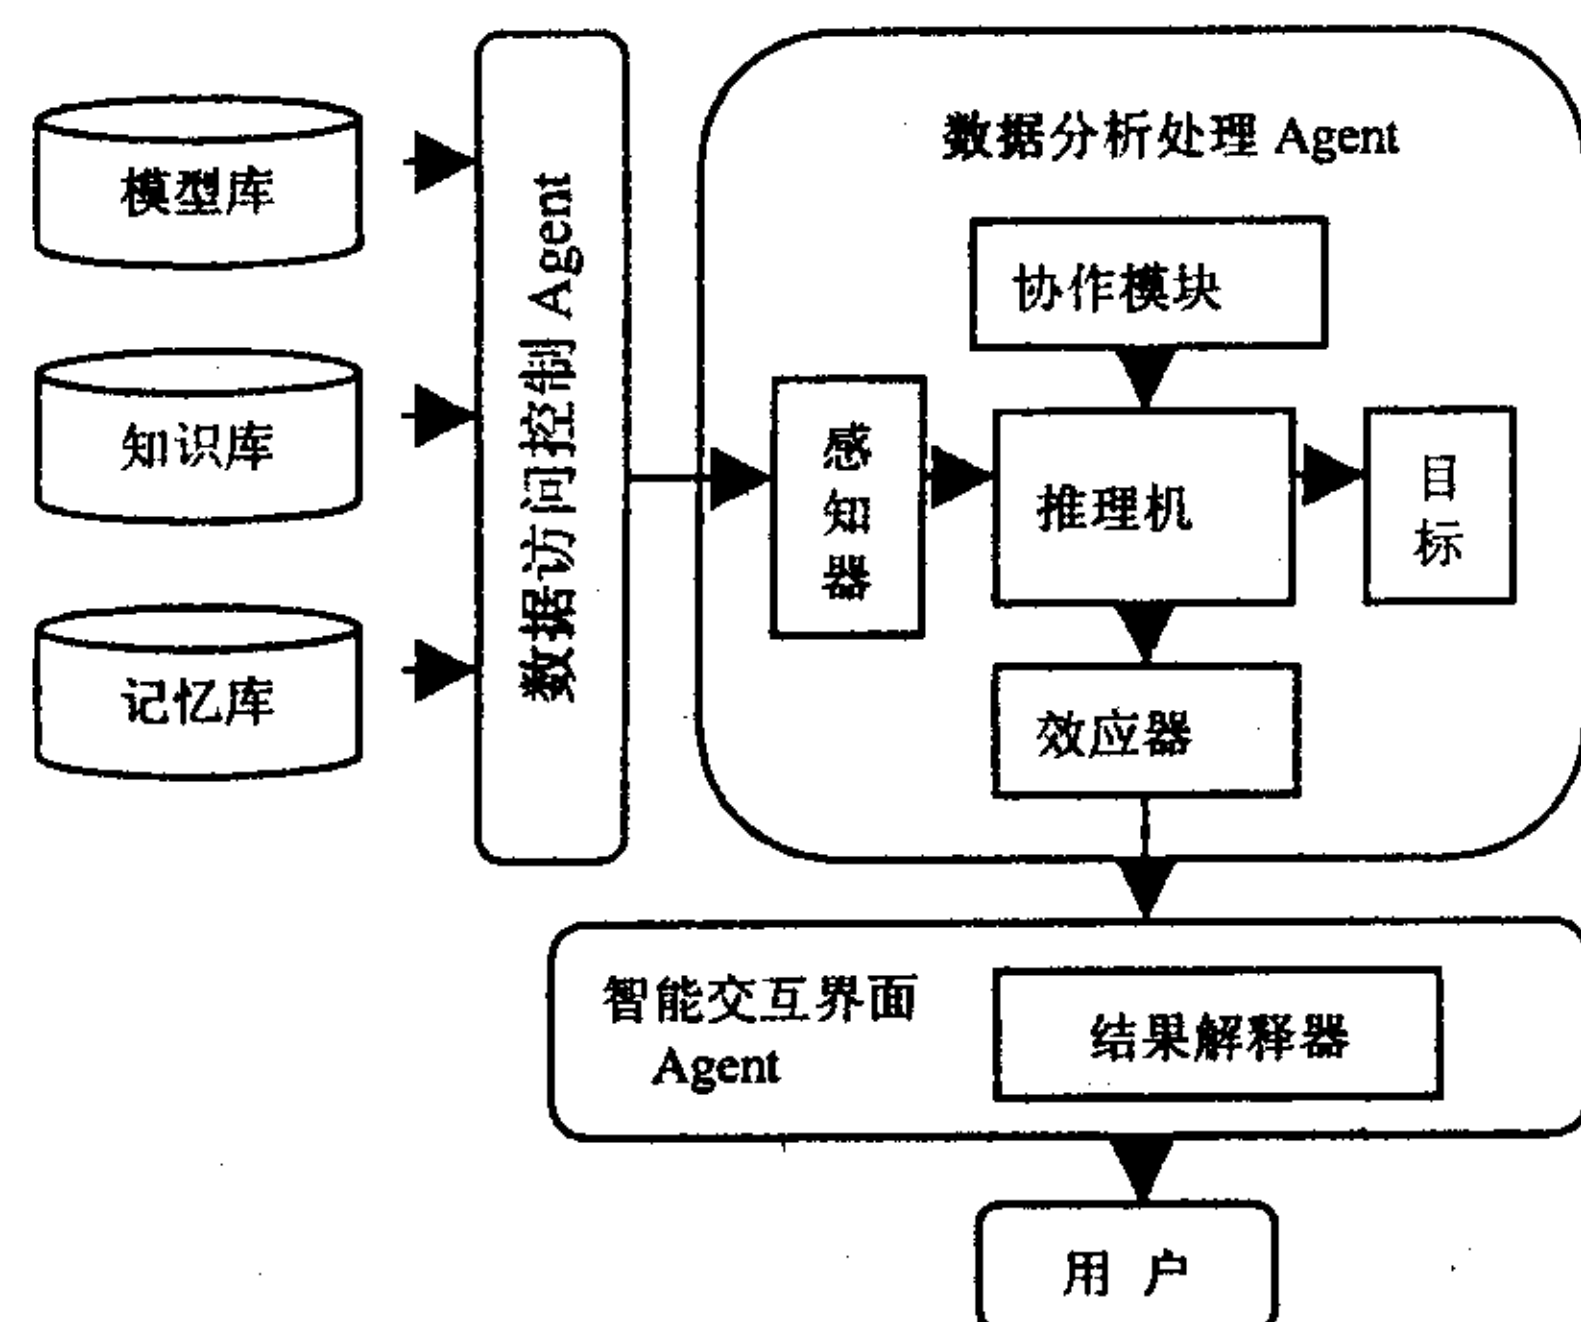 模型库
知识库
记忆库
数据访问控制 Agent
数据分析处理 Agent
协作模块
感知器
推理机
目标
效应器
智能交互界面
Agent
结果解释器
用 户